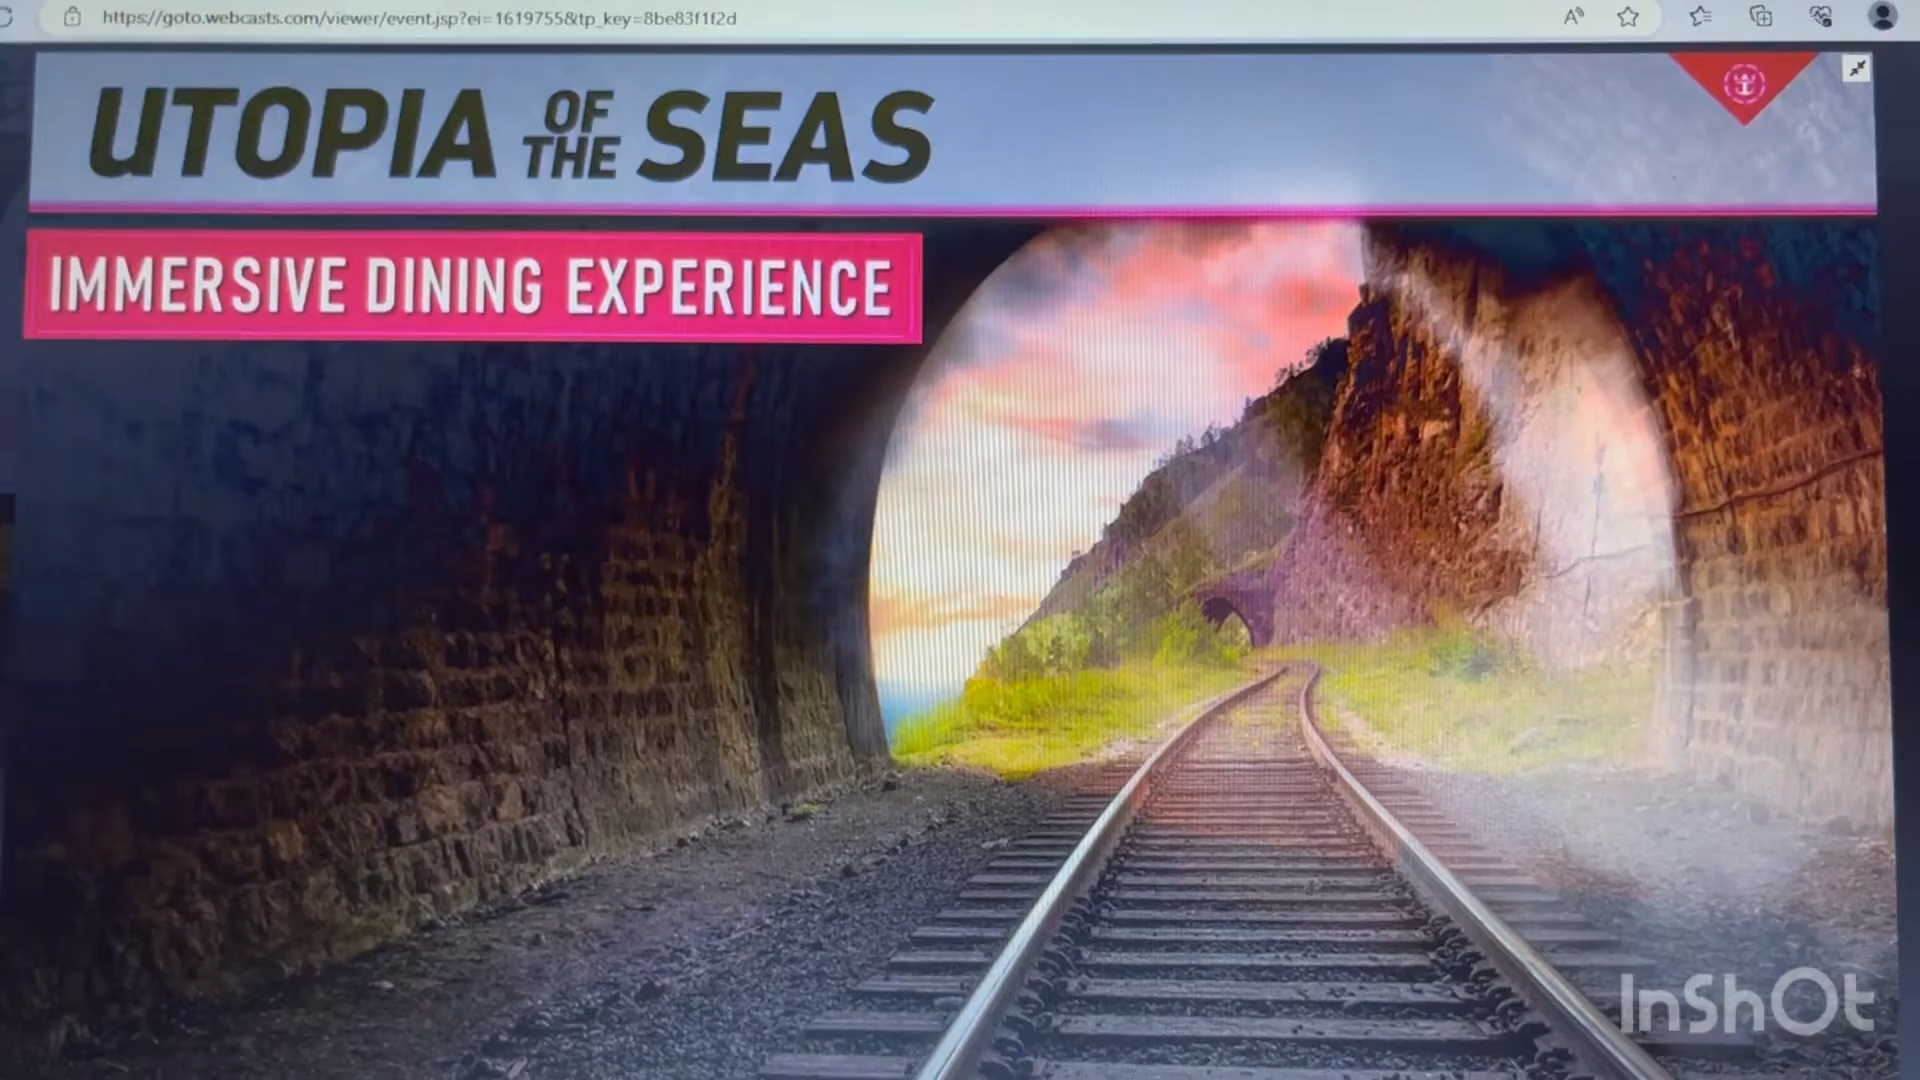 https://goto.webcasts.com/viewer/event.jsp?ei=1619755&tp_key=8be83f1f2d
UTOPIA OF THE SEAS
IMMERSIVE DINING EXPERIENCE
InShOt